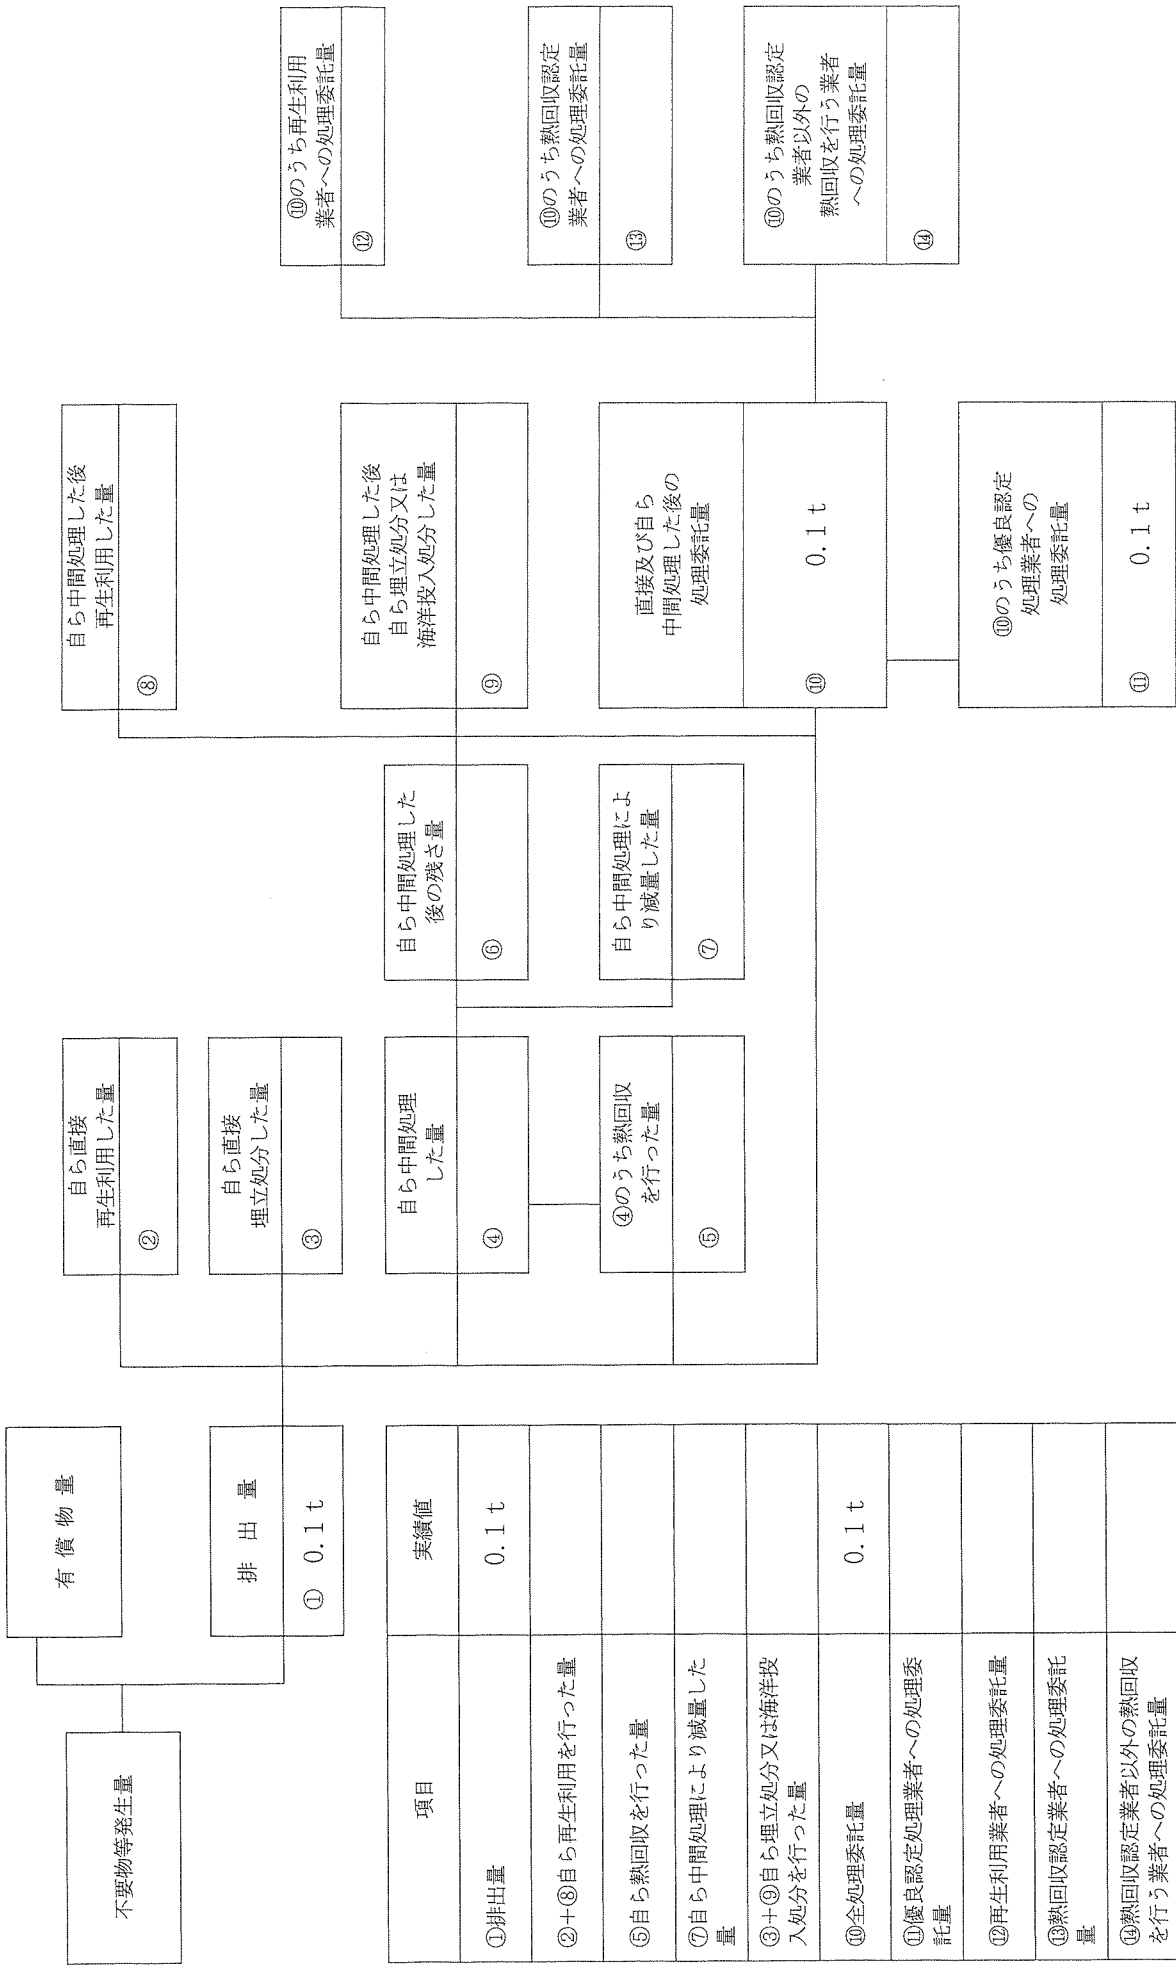 不要物等発生量
有償物量
排出量
① 0.1t
自ら直接
再生利用した量
②
自ら直接
埋立処分した量
③
自ら中間処理
した量
④
④のうち熱回収
を行った量
⑤
自ら中間処理した
後の残さ量
⑥
自ら中間処理によ
り減量した量
⑦
自ら中間処理した後
再生利用した量
⑧
自ら中間処理した後
自ら埋立処分又は
海洋投入処分した量
⑨
直接及び自ら
中間処理した後の
処理委託量
⑩ 0.1t
⑩のうち優良認定
処理業者への
処理委託量
⑪ 0.1t
⑩のうち再生利用
業者への処理委託量
⑫
⑩のうち熱回収認定
業者への処理委託量
⑬
⑩のうち熱回収認定
業者以外の
熱回収を行う業者
への処理委託量
⑭
項目 実績値
①排出量 0.1t
②+⑧自ら再生利用を行った量
⑤自ら熱回収を行った量
⑦自ら中間処理により減量した
量
③+⑨自ら埋立処分又は海洋投
入処分を行った量
⑩全処理委託量 0.1t
⑪優良認定処理業者への処理委
託量
⑫再生利用業者への処理委託量
⑬熱回収認定業者への処理委託
量
⑭熱回収認定業者以外の熱回収
を行う業者への処理委託量